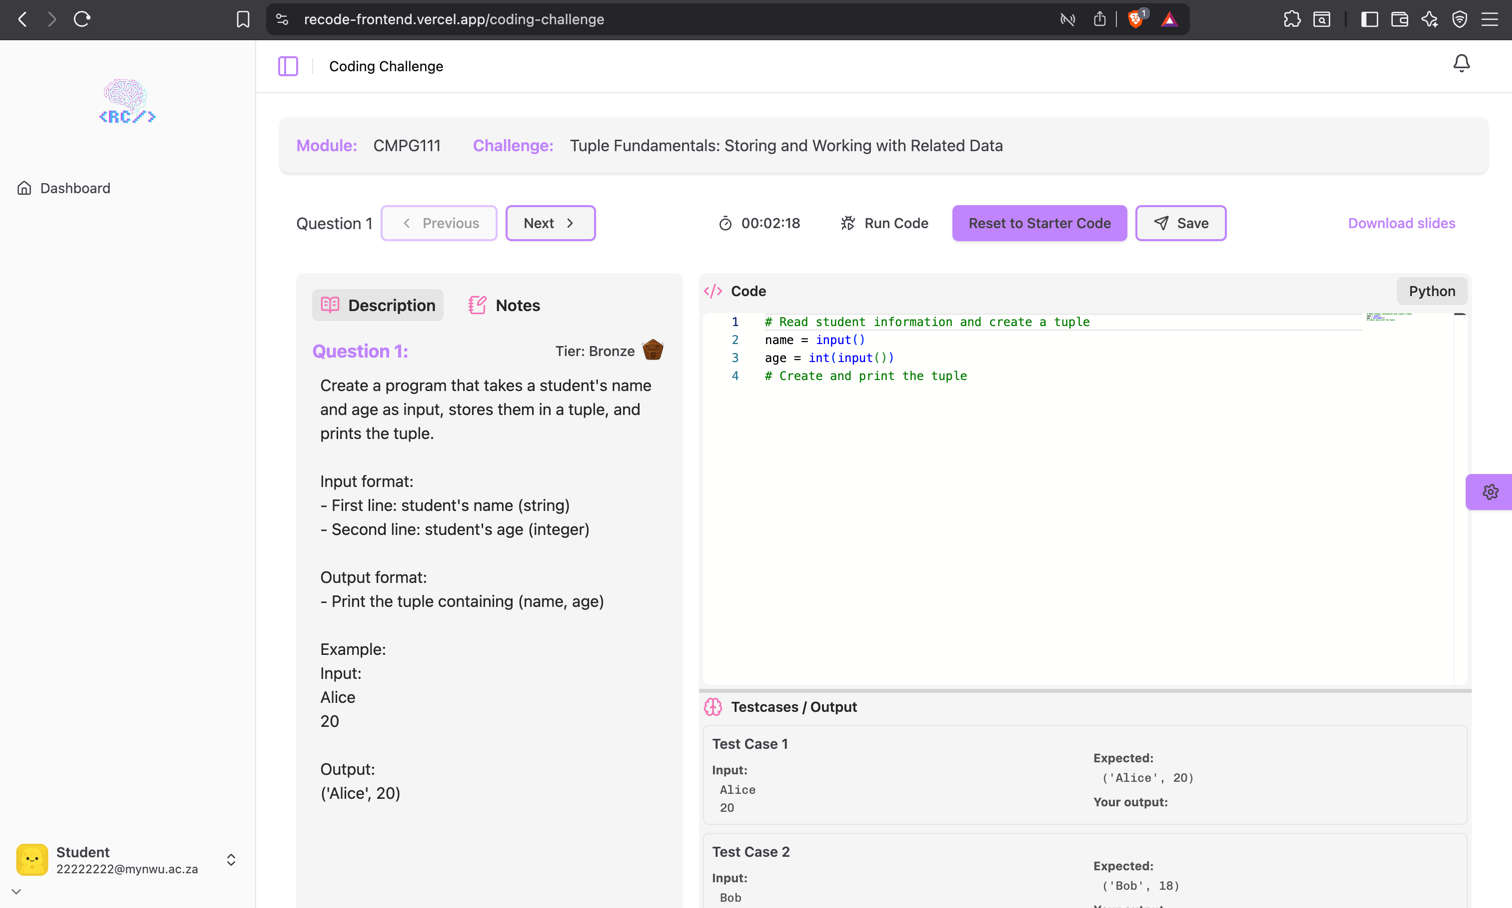 recode-frontend.vercel.app/coding-challenge
1
<RC/>
Coding Challenge
Module: CMPG111 Challenge: Tuple Fundamentals: Storing and Working with Related Data
Dashboard
Question 1 Previous Next 00:02:18 Run Code Reset to Starter Code Save Download slides
Description Notes
Question 1: Tier: Bronze
Create a program that takes a student's name
and age as input, stores them in a tuple, and
prints the tuple.
Input format:
- First line: student's name (string)
- Second line: student's age (integer)
Output format:
- Print the tuple containing (name, age)
Example:
Input:
Alice
20
Output:
('Alice', 20)
</> Code Python
1 # Read student information and create a tuple
2 name = input()
3 age = int(input())
4 # Create and print the tuple
Testcases / Output
Test Case 1
Input:
Alice
20
Expected:
('Alice', 20)
Your output:
Test Case 2
Input:
Bob
Expected:
('Bob', 18)
Student
22222222@mynwu.ac.za